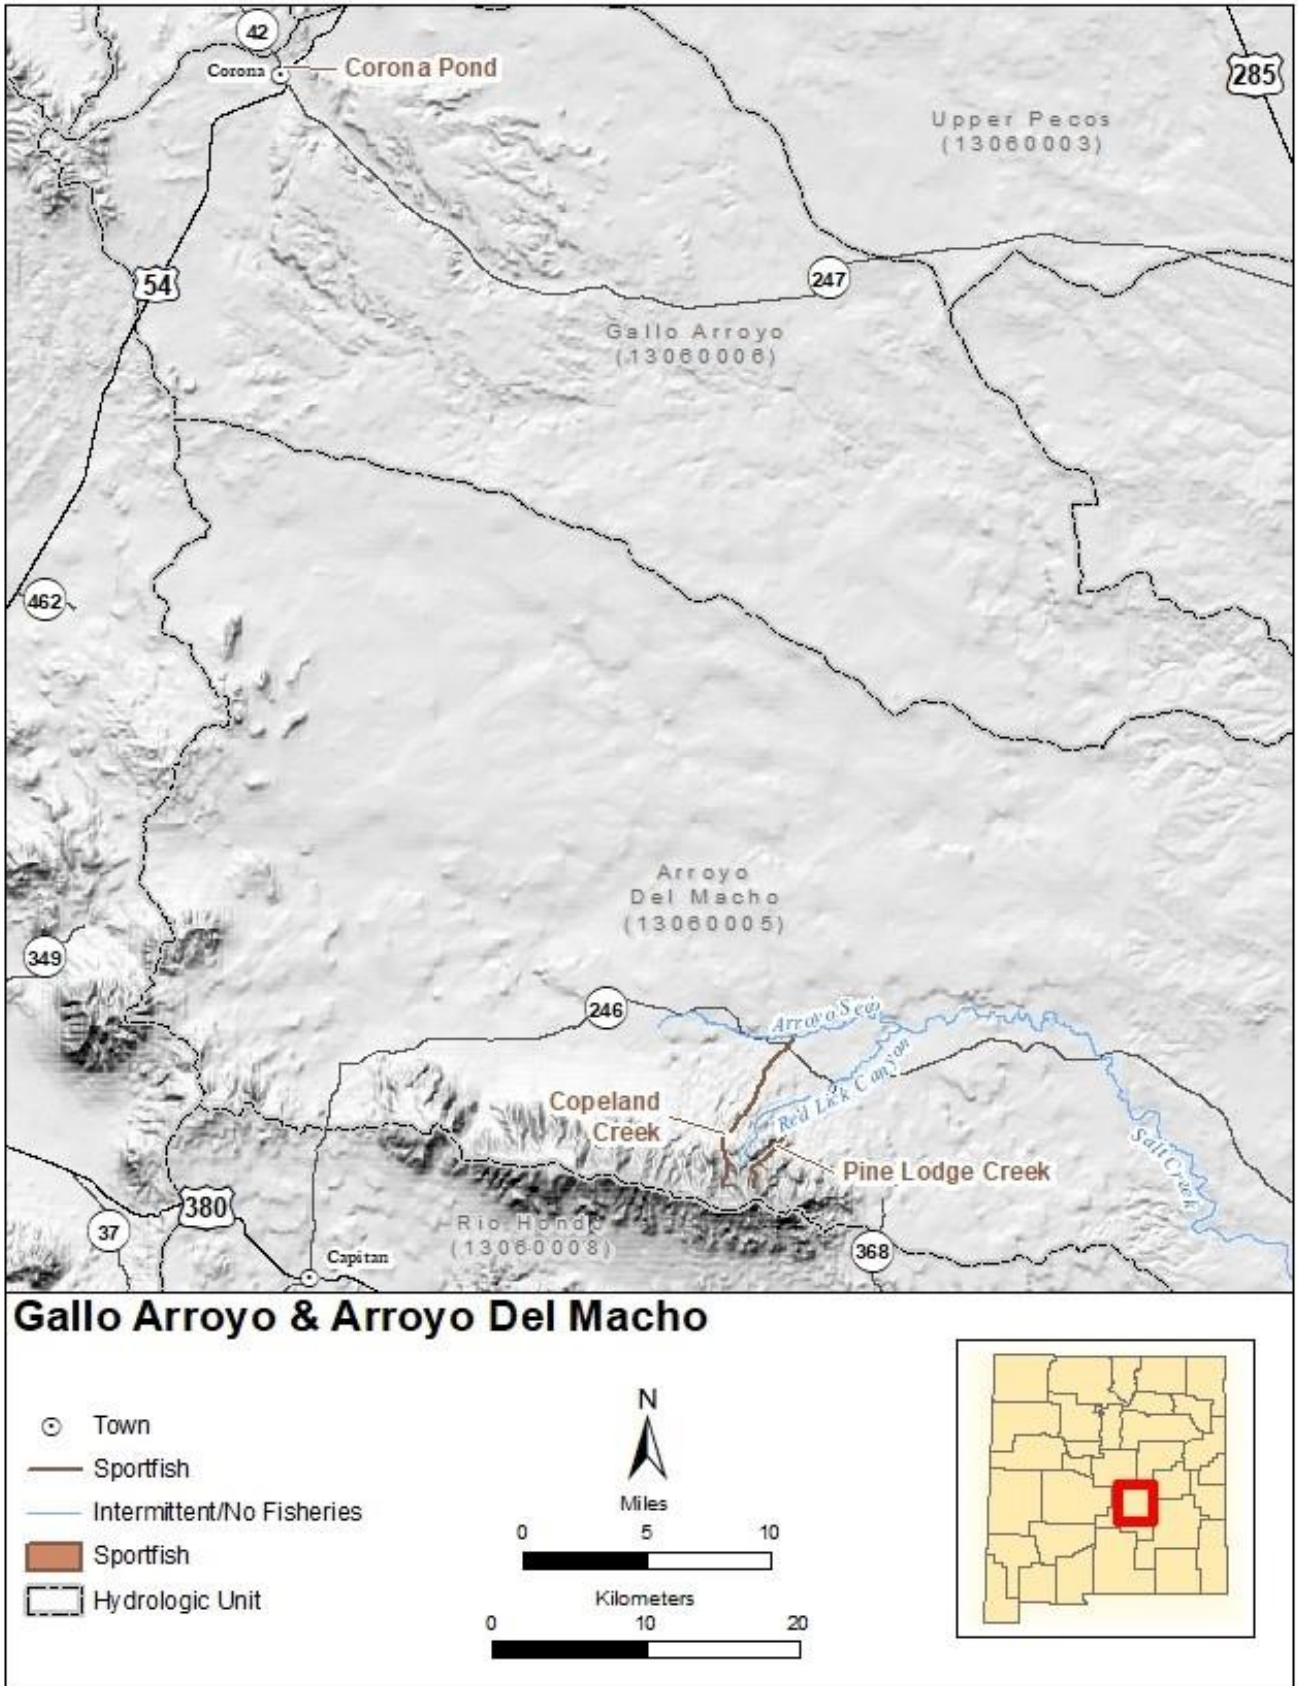 42
Corona
Corona Pond
285
Upper Pecos
(13060003)
54
247
Gallo Arroyo
(13060006)
462
Arroyo
Del Macho
(13060005)
349
246
Arroyo Seco
Red Lick Canyon
Copeland
Creek
Pine Lodge Creek
Salt Creek
380
37
Rio Hondo
(13060008)
Capitan
368
Gallo Arroyo & Arroyo Del Macho
Town
Sportfish
Intermittent/No Fisheries
Sportfish
Hydrologic Unit
N
Miles
0 5 10
Kilometers
0 10 20